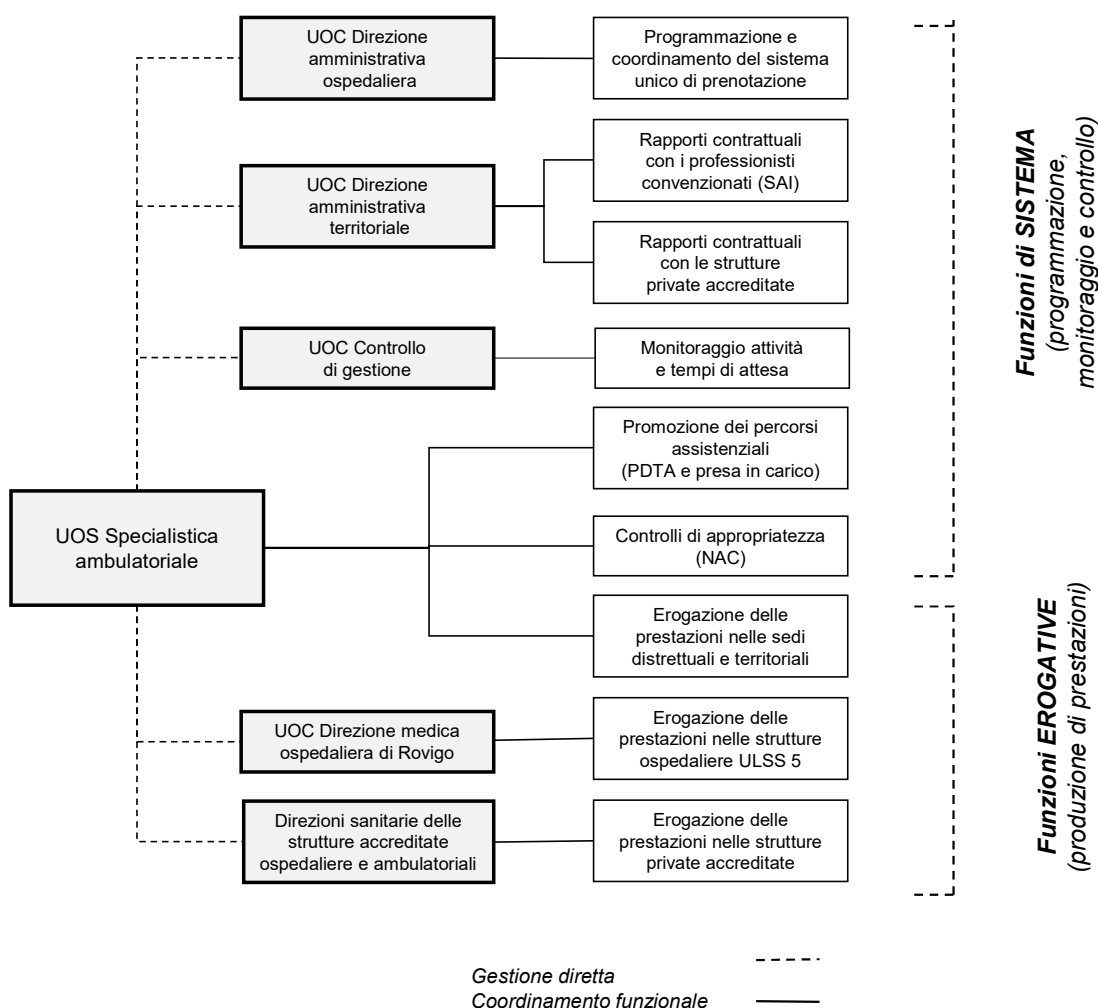 UOC Direzione
amministrativa
ospedaliera
Programmazione e
coordinamento del sistema
unico di prenotazione
Rapporti contrattuali
con i professionisti
convenzionati (SAI)
UOC Direzione
amministrativa
territoriale
Rapporti contrattuali
con le strutture
private accreditate
UOC Controllo
di gestione
Monitoraggio attività
e tempi di attesa
Promozione dei percorsi
assistenziali
(PDTA e presa in carico)
UOS Specialistica
ambulatoriale
Controlli di appropriatezza
(NAC)
Erogazione delle
prestazioni nelle sedi
distrettuali e territoriali
UOC Direzione medica
ospedaliera di Rovigo
Erogazione delle
prestazioni nelle strutture
ospedaliere ULSS 5
Direzioni sanitarie delle
strutture accreditate
ospedaliere e ambulatoriali
Erogazione delle
prestazioni nelle strutture
private accreditate
Funzioni di SISTEMA
(programmazione,
monitoraggio e controllo)
Funzioni EROGATIVE
(produzione di prestazioni)
Gestione diretta
Coordinamento funzionale